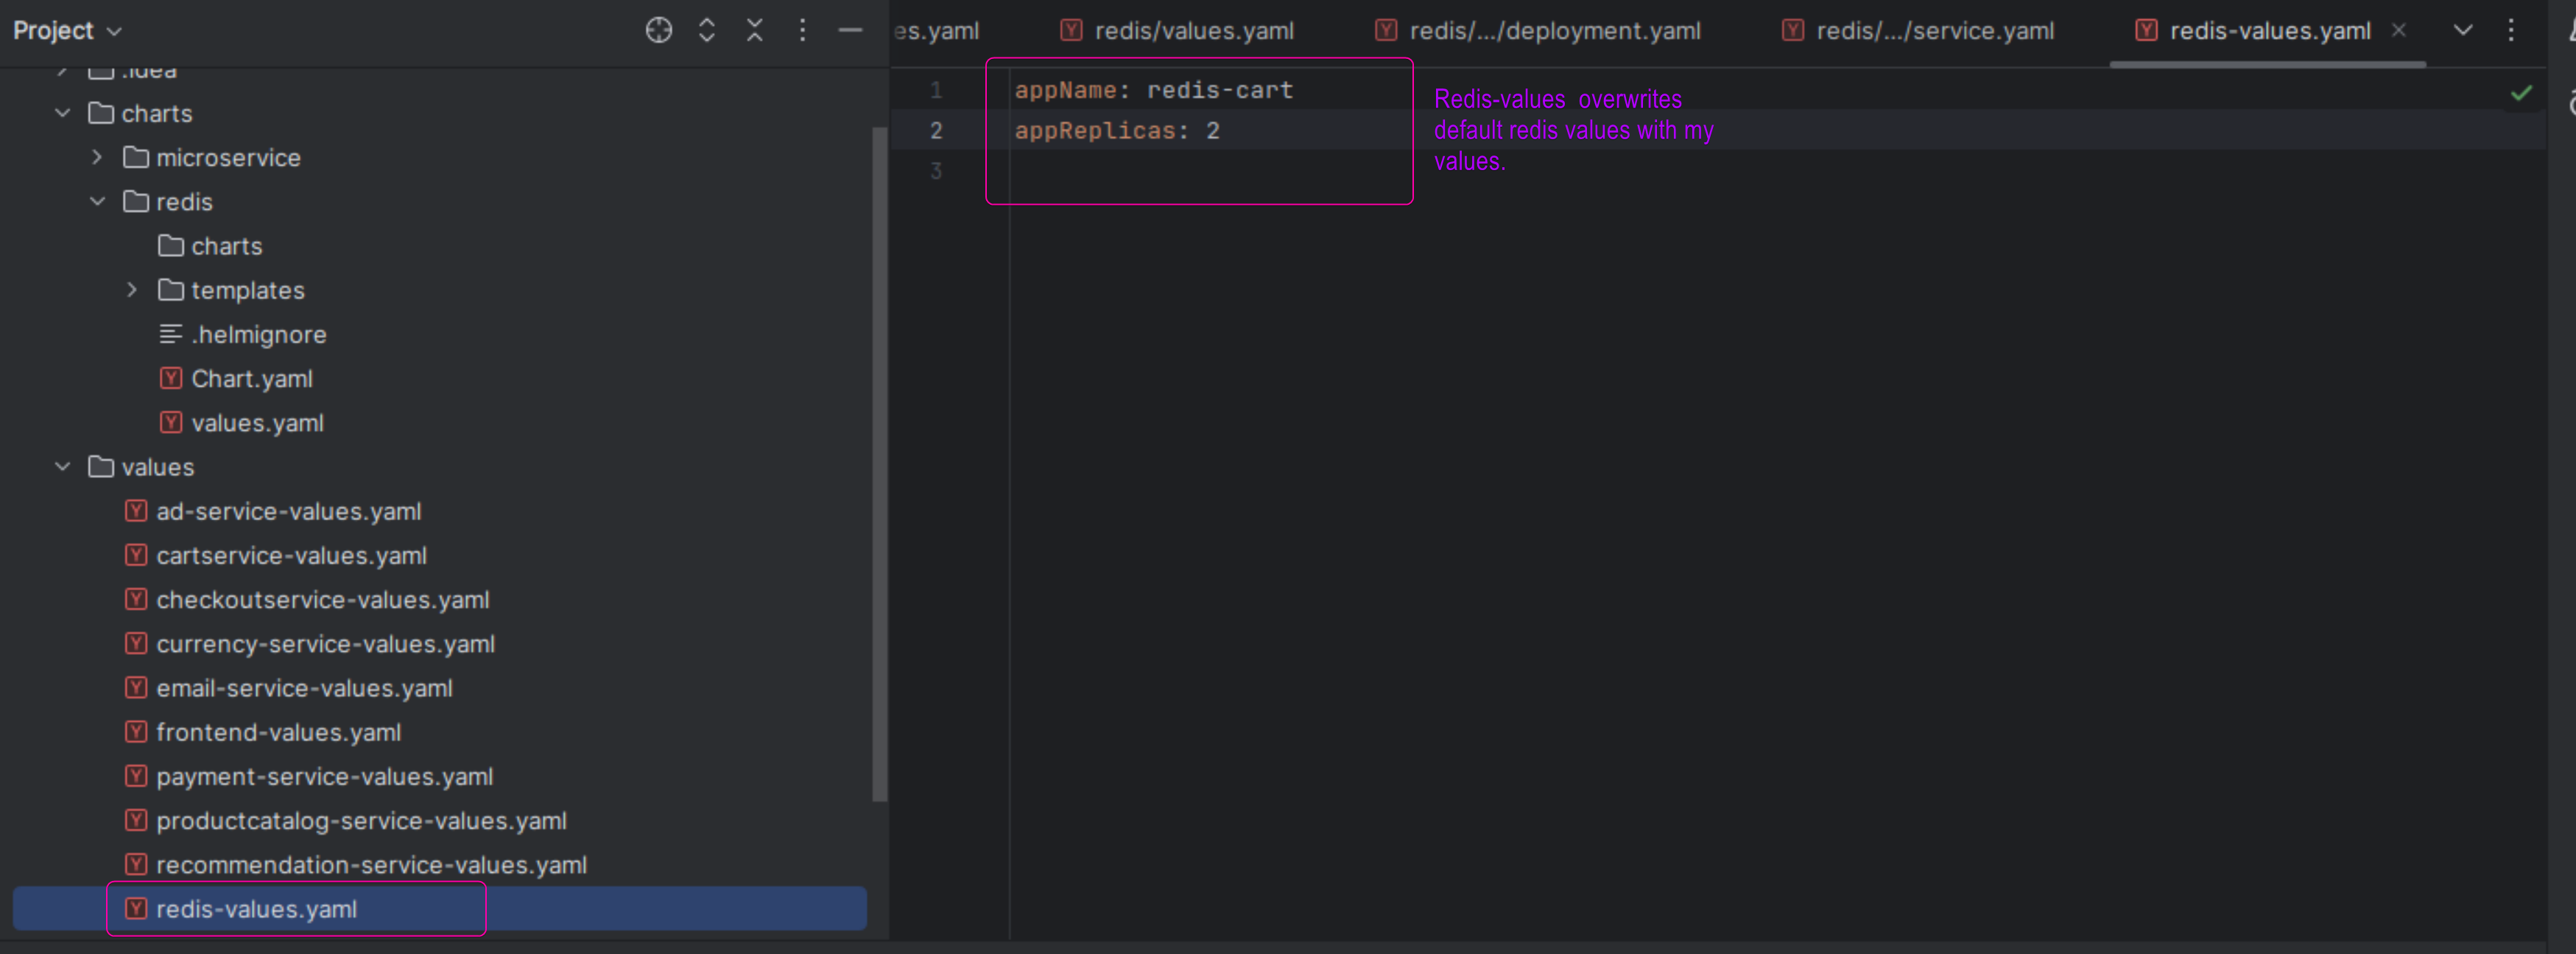 Project
.idea
charts
microservice
redis
charts
templates
.helmignore
Chart.yaml
values.yaml
values
ad-service-values.yaml
cartservice-values.yaml
checkoutservice-values.yaml
currency-service-values.yaml
email-service-values.yaml
frontend-values.yaml
payment-service-values.yaml
productcatalog-service-values.yaml
recommendation-service-values.yaml
redis-values.yaml
es.yaml redis/values.yaml redis/.../deployment.yaml redis/.../service.yaml redis-values.yaml
1 appName: redis-cart
2 appReplicas: 2
3
Redis-values overwrites
default redis values with my
values.